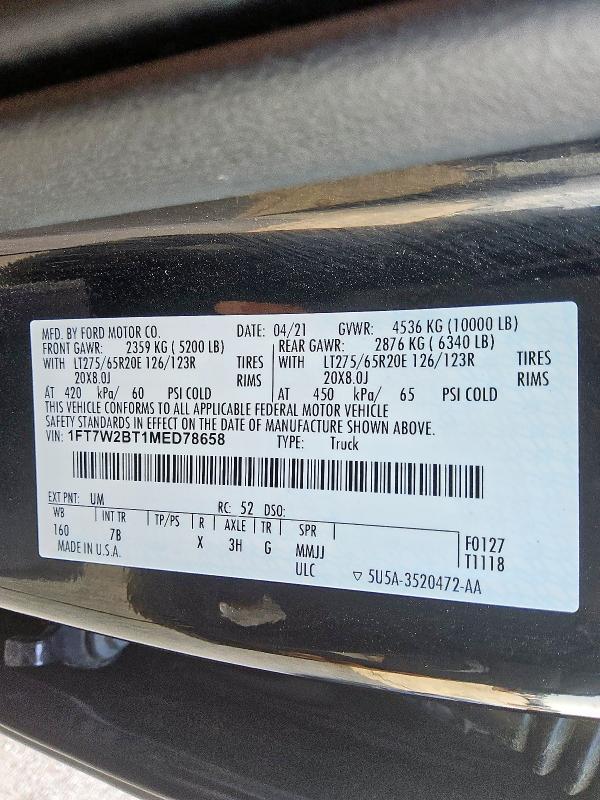 MFD. BY FORD MOTOR CO. DATE: 04/21 GVWR: 4536 KG (10000 LB)
FRONT GAWR: 2359 KG ( 5200 LB) REAR GAWR: 2876 KG ( 6340 LB)
WITH LT275/65R20E 126/123R TIRES WITH LT275/65R20E 126/123R TIRES
20X8.0J RIMS 20X8.0J RIMS
AT 420 kPa/ 60 PSI COLD AT 450 kPa/ 65 PSI COLD
THIS VEHICLE CONFORMS TO ALL APPLICABLE FEDERAL MOTOR VEHICLE
SAFETY STANDARDS IN EFFECT ON THE DATE OF MANUFACTURE SHOWN ABOVE.
VIN: 1FT7W2BT1MED78658 TYPE: Truck
EXT PNT: UM RC: 52 DSO:
WB INT TR TP/PS R AXLE TR SPR
160 7B X 3H G MMJJ F0127
MADE IN U.S.A. ULC T1118
▽ 5U5A-3520472-AA